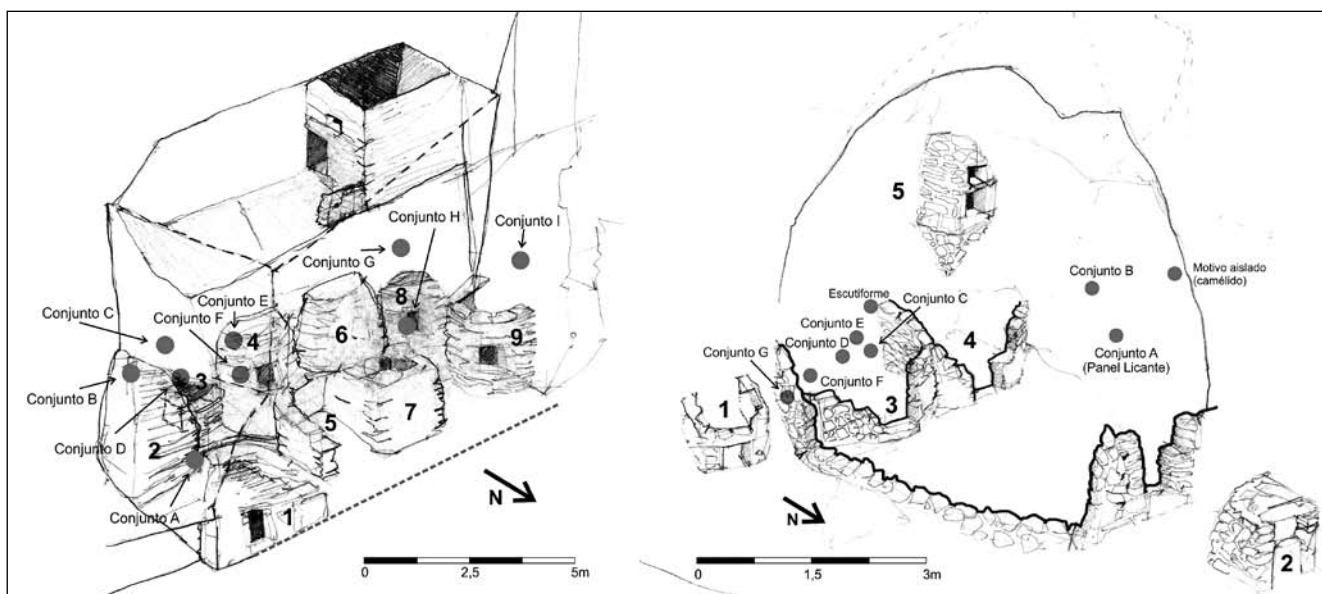 Conjunto H
Conjunto I
Conjunto G
Conjunto E
Conjunto C
Conjunto F
8
6
4
9
3
Conjunto B
7
5
Conjunto D
2
N
Conjunto A
1
0
2,5
5m
5
Conjunto B
Motivo aislado
(camélido)
Escutiforme
Conjunto C
Conjunto E
4
Conjunto D
Conjunto A
(Panel Licante)
Conjunto G
Conjunto F
1
3
N
2
0
1,5
3m